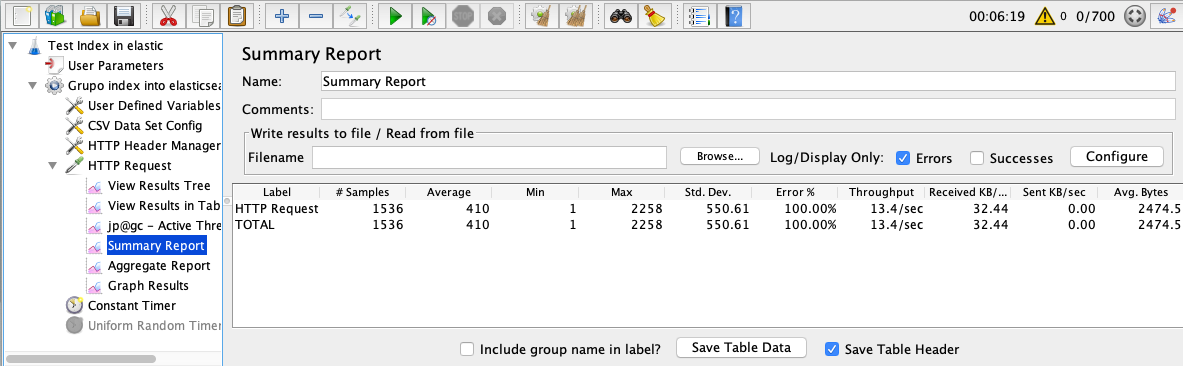 00:06:19 0 0/700
Test Index in elastic
User Parameters
Grupo index into elasticsea
User Defined Variables
CSV Data Set Config
HTTP Header Manager
HTTP Request
View Results Tree
View Results in Tab
jp@gc - Active Thre
Summary Report
Aggregate Report
Graph Results
Constant Timer
Uniform Random Timer
Summary Report
Name: Summary Report
Comments:
Write results to file / Read from file
Filename Browse... Log/Display Only: Errors Successes Configure
Label # Samples Average Min Max Std. Dev. Error % Throughput Received KB/... Sent KB/sec Avg. Bytes
HTTP Request 1536 410 1 2258 550.61 100.00% 13.4/sec 32.44 0.00 2474.5
TOTAL 1536 410 1 2258 550.61 100.00% 13.4/sec 32.44 0.00 2474.5
Include group name in label? Save Table Data Save Table Header